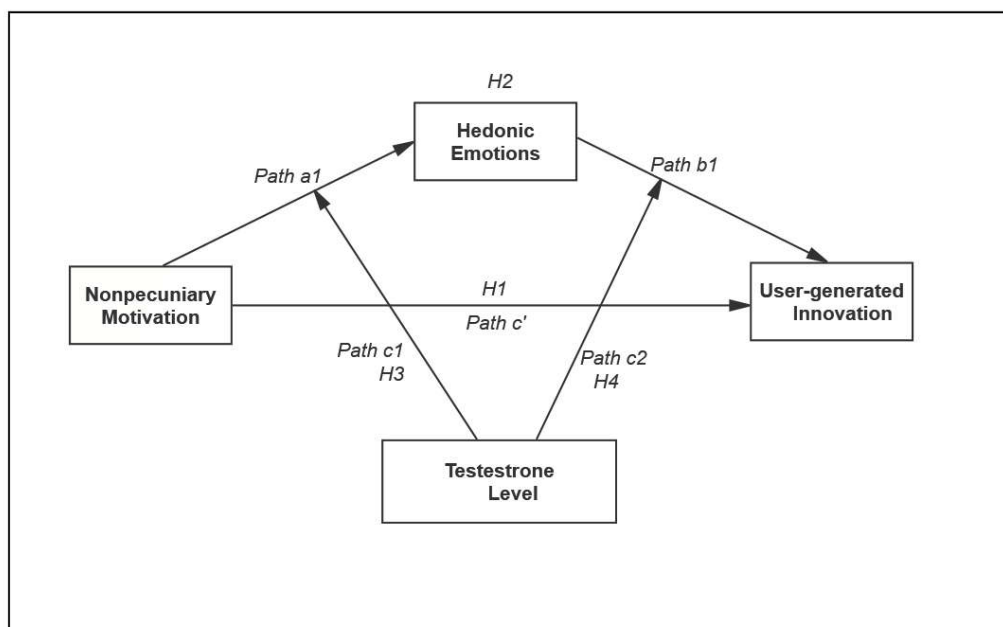 H2
Hedonic
Emotions
Path a1
Path b1
Nonpecuniary
Motivation
H1
Path c'
User-generated
Innovation
Path c1
H3
Path c2
H4
Testestrone
Level